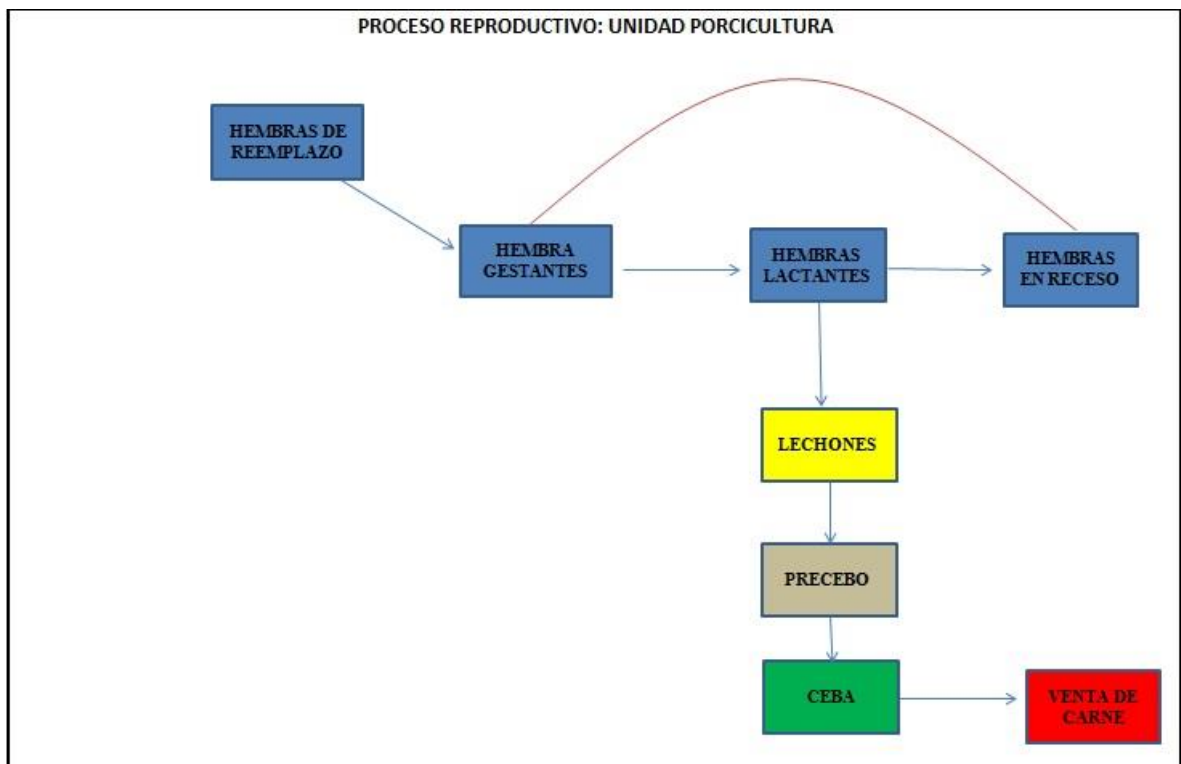 PROCESO REPRODUCTIVO: UNIDAD PORCICULTURA
HEMBRAS DE
REEMPLAZO
HEMBRA
GESTANTES
HEMBRAS
LACTANTES
HEMBRAS
EN RECESO
LECHONES
PRECEBO
CEBA
VENTA DE
CARNE